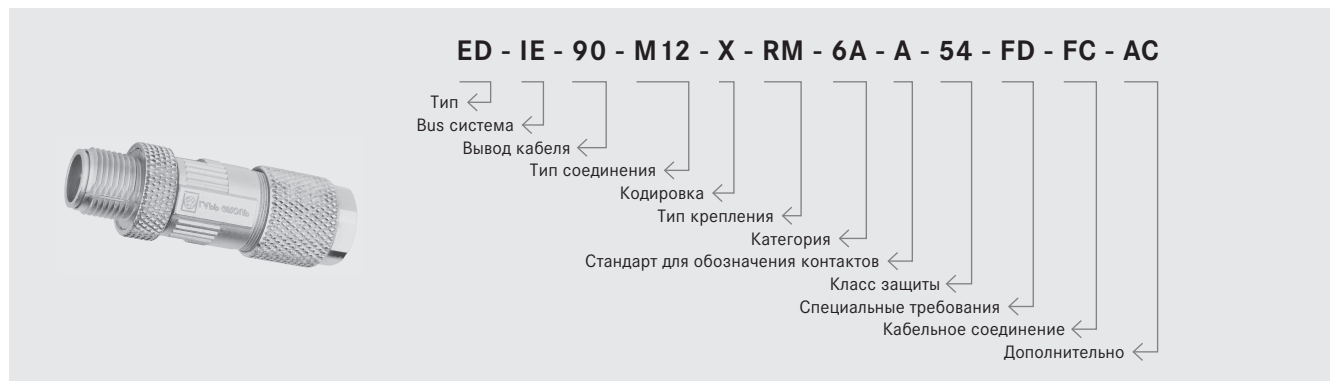 ED - IE - 90 - M12 - X - RM - 6A - A - 54 - FD - FC - AC
Тип
Bus система
Вывод кабеля
Тип соединения
Кодировка
Тип крепления
Категория
Стандарт для обозначения контактов
Класс защиты
Специальные требования
Кабельное соединение
Дополнительно